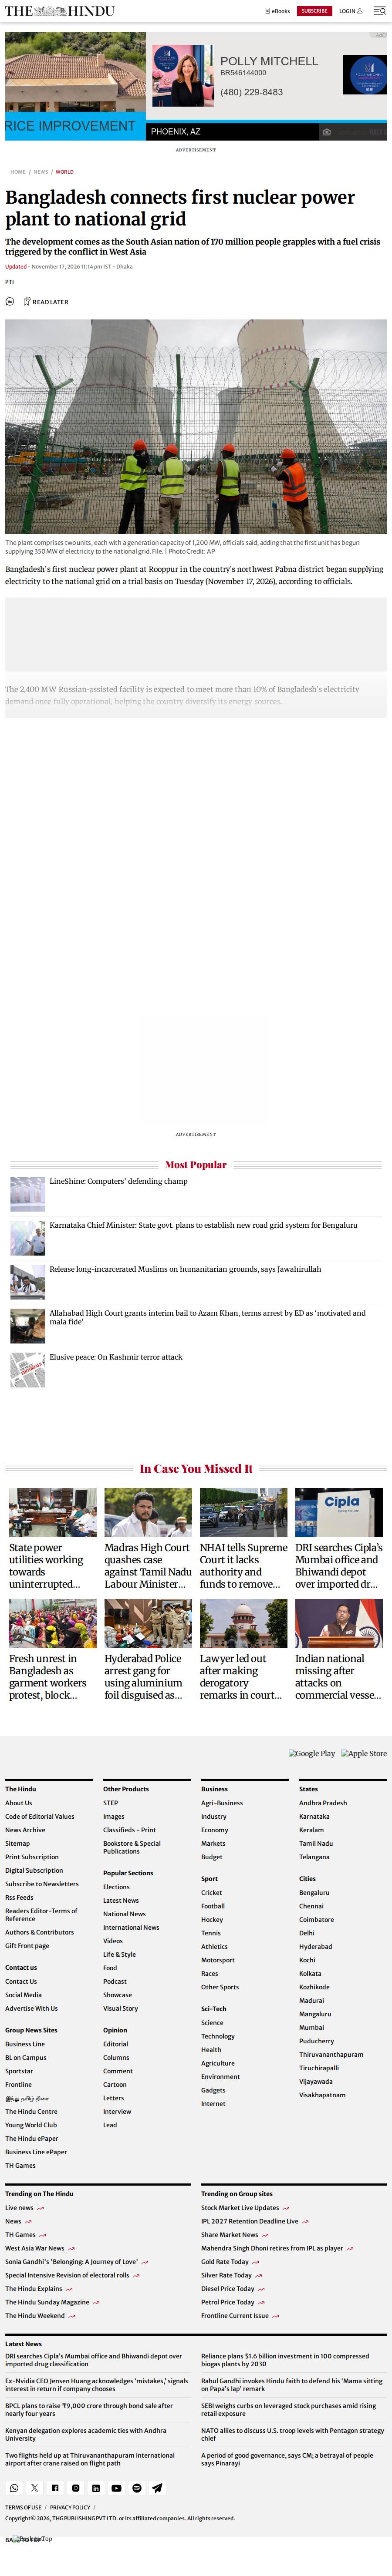 THE HINDU
eBooks
SUBSCRIBE
LOGIN
RICE IMPROVEMENT
POLLY MITCHELL
BR546144000
(480) 229-8483
PHOENIX, AZ
ADVERTISEMENT
HOME / NEWS / WORLD
Bangladesh connects first nuclear power
plant to national grid
The development comes as the South Asian nation of 170 million people grapples with a fuel crisis
triggered by the conflict in West Asia
Updated - November 17, 2026 11:14 pm IST - Dhaka
PTI
READ LATER
The plant comprises two units, each with a generation capacity of 1,200 MW, officials said, adding that the first unit has begun
supplying 350 MW of electricity to the national grid. File. | Photo Credit: AP
Bangladesh's first nuclear power plant at Rooppur in the country's northwest Pabna district began supplying
electricity to the national grid on a trial basis on Tuesday (November 17, 2026), according to officials.
The 2,400 MW Russian-assisted facility is expected to meet more than 10% of Bangladesh's electricity
demand once fully operational, helping the country diversify its energy sources.
ADVERTISEMENT
Most Popular
LineShine: Computers' defending champ
Karnataka Chief Minister: State govt. plans to establish new road grid system for Bengaluru
Release long-incarcerated Muslims on humanitarian grounds, says Jawahirullah
Allahabad High Court grants interim bail to Azam Khan, terms arrest by ED as 'motivated and
mala fide'
Elusive peace: On Kashmir terror attack
In Case You Missed It
State power
utilities working
towards
uninterrupted...
Madras High Court
quashes case
against Tamil Nadu
Labour Minister...
NHAI tells Supreme
Court it lacks
authority and
funds to remove...
Cipla
DRI searches Cipla's
Mumbai office and
Bhiwandi depot
over imported dr...
Fresh unrest in
Bangladesh as
garment workers
protest, block...
Hyderabad Police
arrest gang for
using aluminium
foil disguised as...
Lawyer led out
after making
derogatory
remarks in court...
Indian national
missing after
attacks on
commercial vesse...
Google Play
Apple Store
The Hindu
About Us
Code of Editorial Values
News Archive
Sitemap
Print Subscription
Digital Subscription
Subscribe to Newsletters
Rss Feeds
Readers Editor-Terms of
Reference
Authors & Contributors
Gift Front page
Contact us
Contact Us
Social Media
Advertise With Us
Group News Sites
Business Line
BL on Campus
Sportstar
Frontline
இந்து தமிழ் திசை
The Hindu Centre
Young World Club
The Hindu ePaper
Business Line ePaper
TH Games
Other Products
STEP
Images
Classifieds - Print
Bookstore & Special
Publications
Popular Sections
Elections
Latest News
National News
International News
Videos
Life & Style
Food
Podcast
Showcase
Visual Story
Opinion
Editorial
Columns
Comment
Cartoon
Letters
Interview
Lead
Business
Agri-Business
Industry
Economy
Markets
Budget
Sport
Cricket
Football
Hockey
Tennis
Athletics
Motorsport
Races
Other Sports
Sci-Tech
Science
Technology
Health
Agriculture
Environment
Gadgets
Internet
States
Andhra Pradesh
Karnataka
Keralam
Tamil Nadu
Telangana
Cities
Bengaluru
Chennai
Coimbatore
Delhi
Hyderabad
Kochi
Kolkata
Kozhikode
Madurai
Mangaluru
Mumbai
Puducherry
Thiruvananthapuram
Tiruchirapalli
Vijayawada
Visakhapatnam
Trending on The Hindu
Live news
News
TH Games
West Asia War News
Sonia Gandhi's 'Belonging: A Journey of Love'
Special Intensive Revision of electoral rolls
The Hindu Explains
The Hindu Sunday Magazine
The Hindu Weekend
Trending on Group sites
Stock Market Live Updates
IPL 2027 Retention Deadline Live
Share Market News
Mahendra Singh Dhoni retires from IPL as player
Gold Rate Today
Silver Rate Today
Diesel Price Today
Petrol Price Today
Frontline Current Issue
Latest News
DRI searches Cipla's Mumbai office and Bhiwandi depot over
imported drug classification
Reliance plans $1.6 billion investment in 100 compressed
biogas plants by 2030
Ex-Nvidia CEO Jensen Huang acknowledges 'mistakes,' signals
interest in return if company chooses
Rahul Gandhi invokes Hindu faith to defend his 'Mama sitting
on Papa's lap' remark
BPCL plans to raise ₹9,000 crore through bond sale after
nearly four years
SEBI weighs curbs on leveraged stock purchases amid rising
retail exposure
Kenyan delegation explores academic ties with Andhra
University
NATO allies to discuss U.S. troop levels with Pentagon strategy
chief
Two flights held up at Thiruvananthapuram international
airport after crane raised on flight path
A period of good governance, says CM; a betrayal of people
says Pinarayi
TERMS OF USE / PRIVACY POLICY /
Copyright© 2026, THG PUBLISHING PVT LTD. or its affiliated companies. All rights reserved.
BACK TO TOP
Back to Top